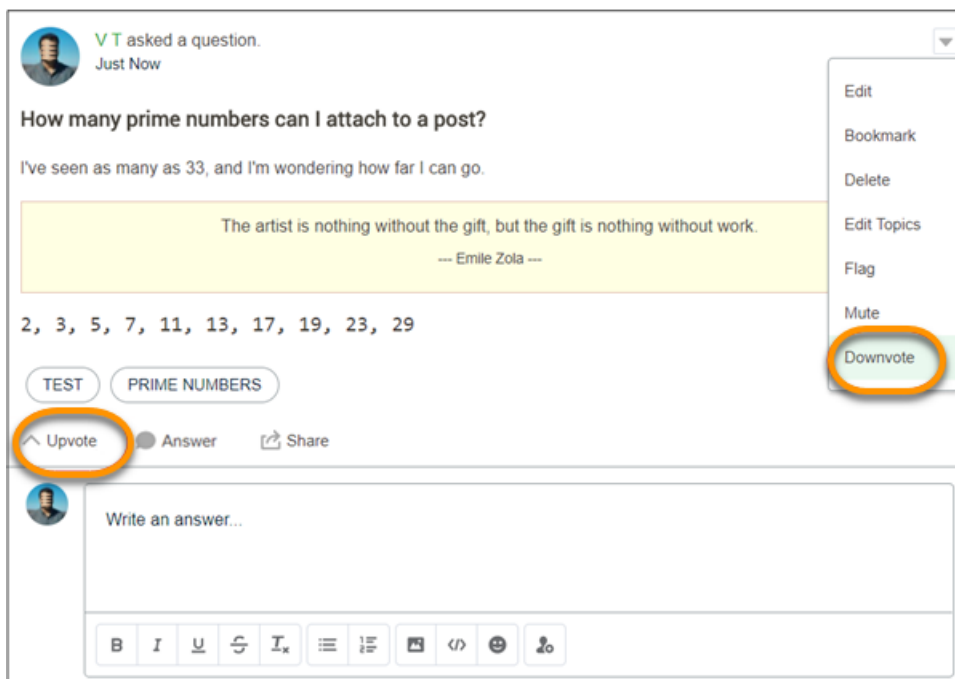 V T asked a question.
Just Now
Edit
Bookmark
Delete
Edit Topics
Flag
Mute
Downvote
How many prime numbers can I attach to a post?
I've seen as many as 33, and I'm wondering how far I can go.
The artist is nothing without the gift, but the gift is nothing without work.
--- Emile Zola ---
2, 3, 5, 7, 11, 13, 17, 19, 23, 29
TEST PRIME NUMBERS
Upvote Answer Share
Write an answer...
B I U S Tx